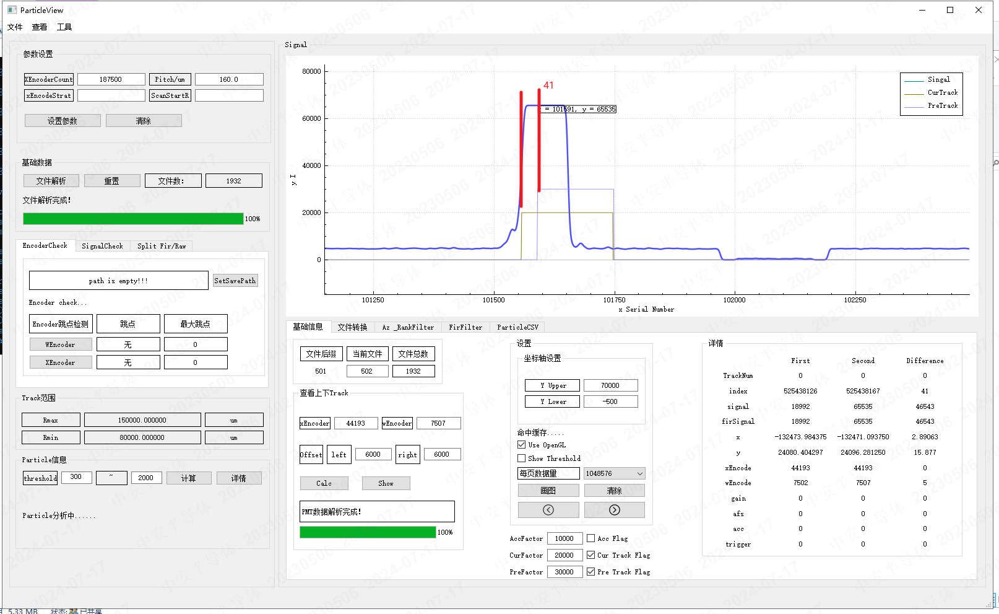 ParticleView
文件 查看 工具
参数设置
XEncoderCount 187500 Pitch/um 160.0
xEncodeStrat ScanStartR
设置参数 清除
基础数据
文件解析 重置 文件数: 1932
文件解析完成!
100%
EncoderCheck SignalCheck Split Fir/Raw
path is empty!!! SetSavePath
Encoder check...
Encoder跳点检测 跳点 最大跳点
WEncoder 无 0
XEncoder 无 0
Track范围
Rmax 150000.000000 um
Rmin 80000.000000 um
Particle信息
threshold 300 ~ 2000 计算 详情
Particle分析中......
Signal
80000
60000
40000
20000
0
y I
41
= 101591, y = 65535
Singal
CurTrack
PreTrack
101250 101500 101750 102000 102250
x Serial Number
基础信息 文件转换 Az _RankFilter FirFilter ParticleCSV
文件后缀 当前文件 文件总数
501 502 1932
查看上下Track
xEncoder 44193 wEncoder 7507
Offset left 6000 right 6000
Calc Show
PMT数据解析完成!
100%
设置
坐标轴设置
Y Upper 70000
Y Lower -500
命中缓存.....
Use OpenGL
Show Threshold
每页数据量 1048576
画图 清除
AccFactor 10000 Acc Flag
CurFactor 20000 Cur Track Flag
PreFactor 30000 Pre Track Flag
详情
First Second Difference
TrackNum 0 0 0
index 525438126 525438167 41
signal 18992 65535 46543
firSignal 18992 65535 46543
x -132473.984375 -132471.093750 2.89063
y 24080.404297 24096.281250 15.877
xEncode 44193 44193 0
wEncode 7502 7507 5
gain 0 0 0
afs 0 0 0
acc 0 0 0
trigger 0 0 0
5.33 MB 状态: 已共享
中安半导体 20230506 2024-07-17